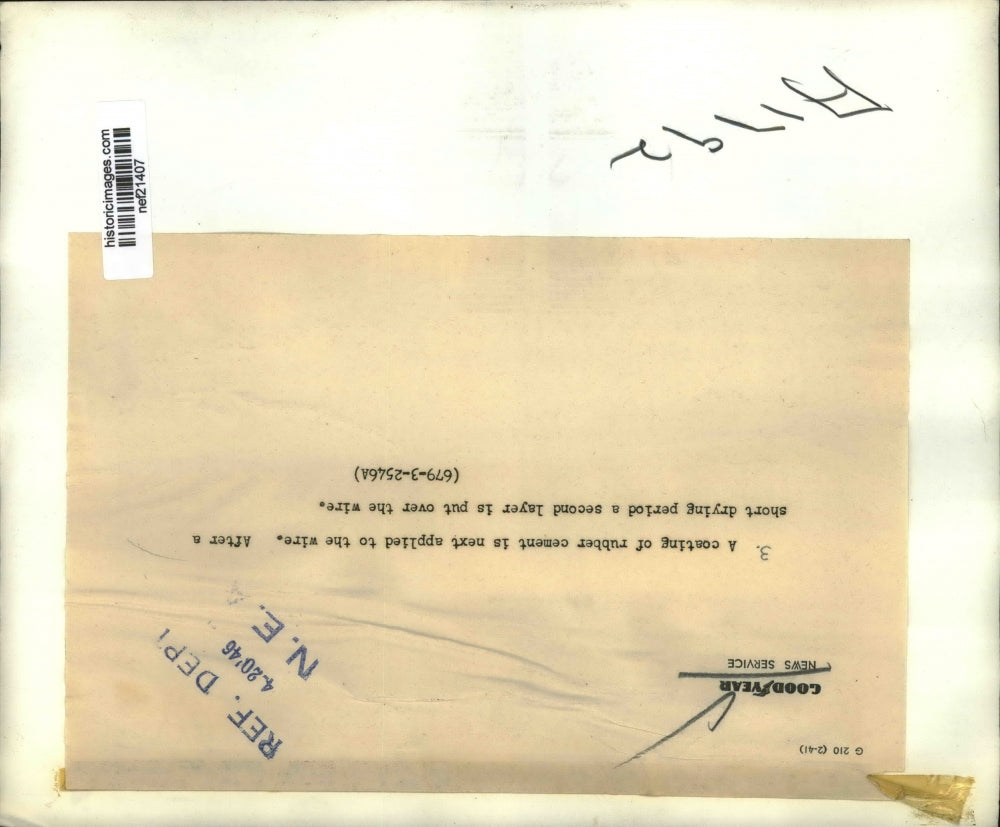 historicimages.com
nef21407
G 210 (2-41)
GOODYEAR
NEWS SERVICE
REF. DEP'T
4.20'46
N. E. A
3. A coating of rubber cement is next applied to the wire. After a
short drying period a second layer is put over the wire.
(679-3-2546A)